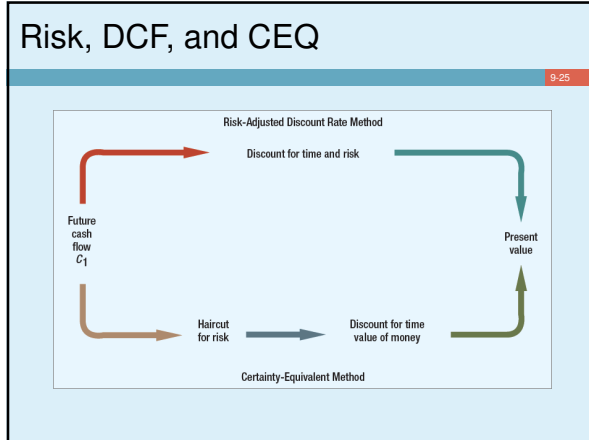 Risk, DCF, and CEQ
9-25
Risk-Adjusted Discount Rate Method
Discount for time and risk
Future
cash
flow
C1
Present
value
Haircut
for risk
Discount for time
value of money
Certainty-Equivalent Method